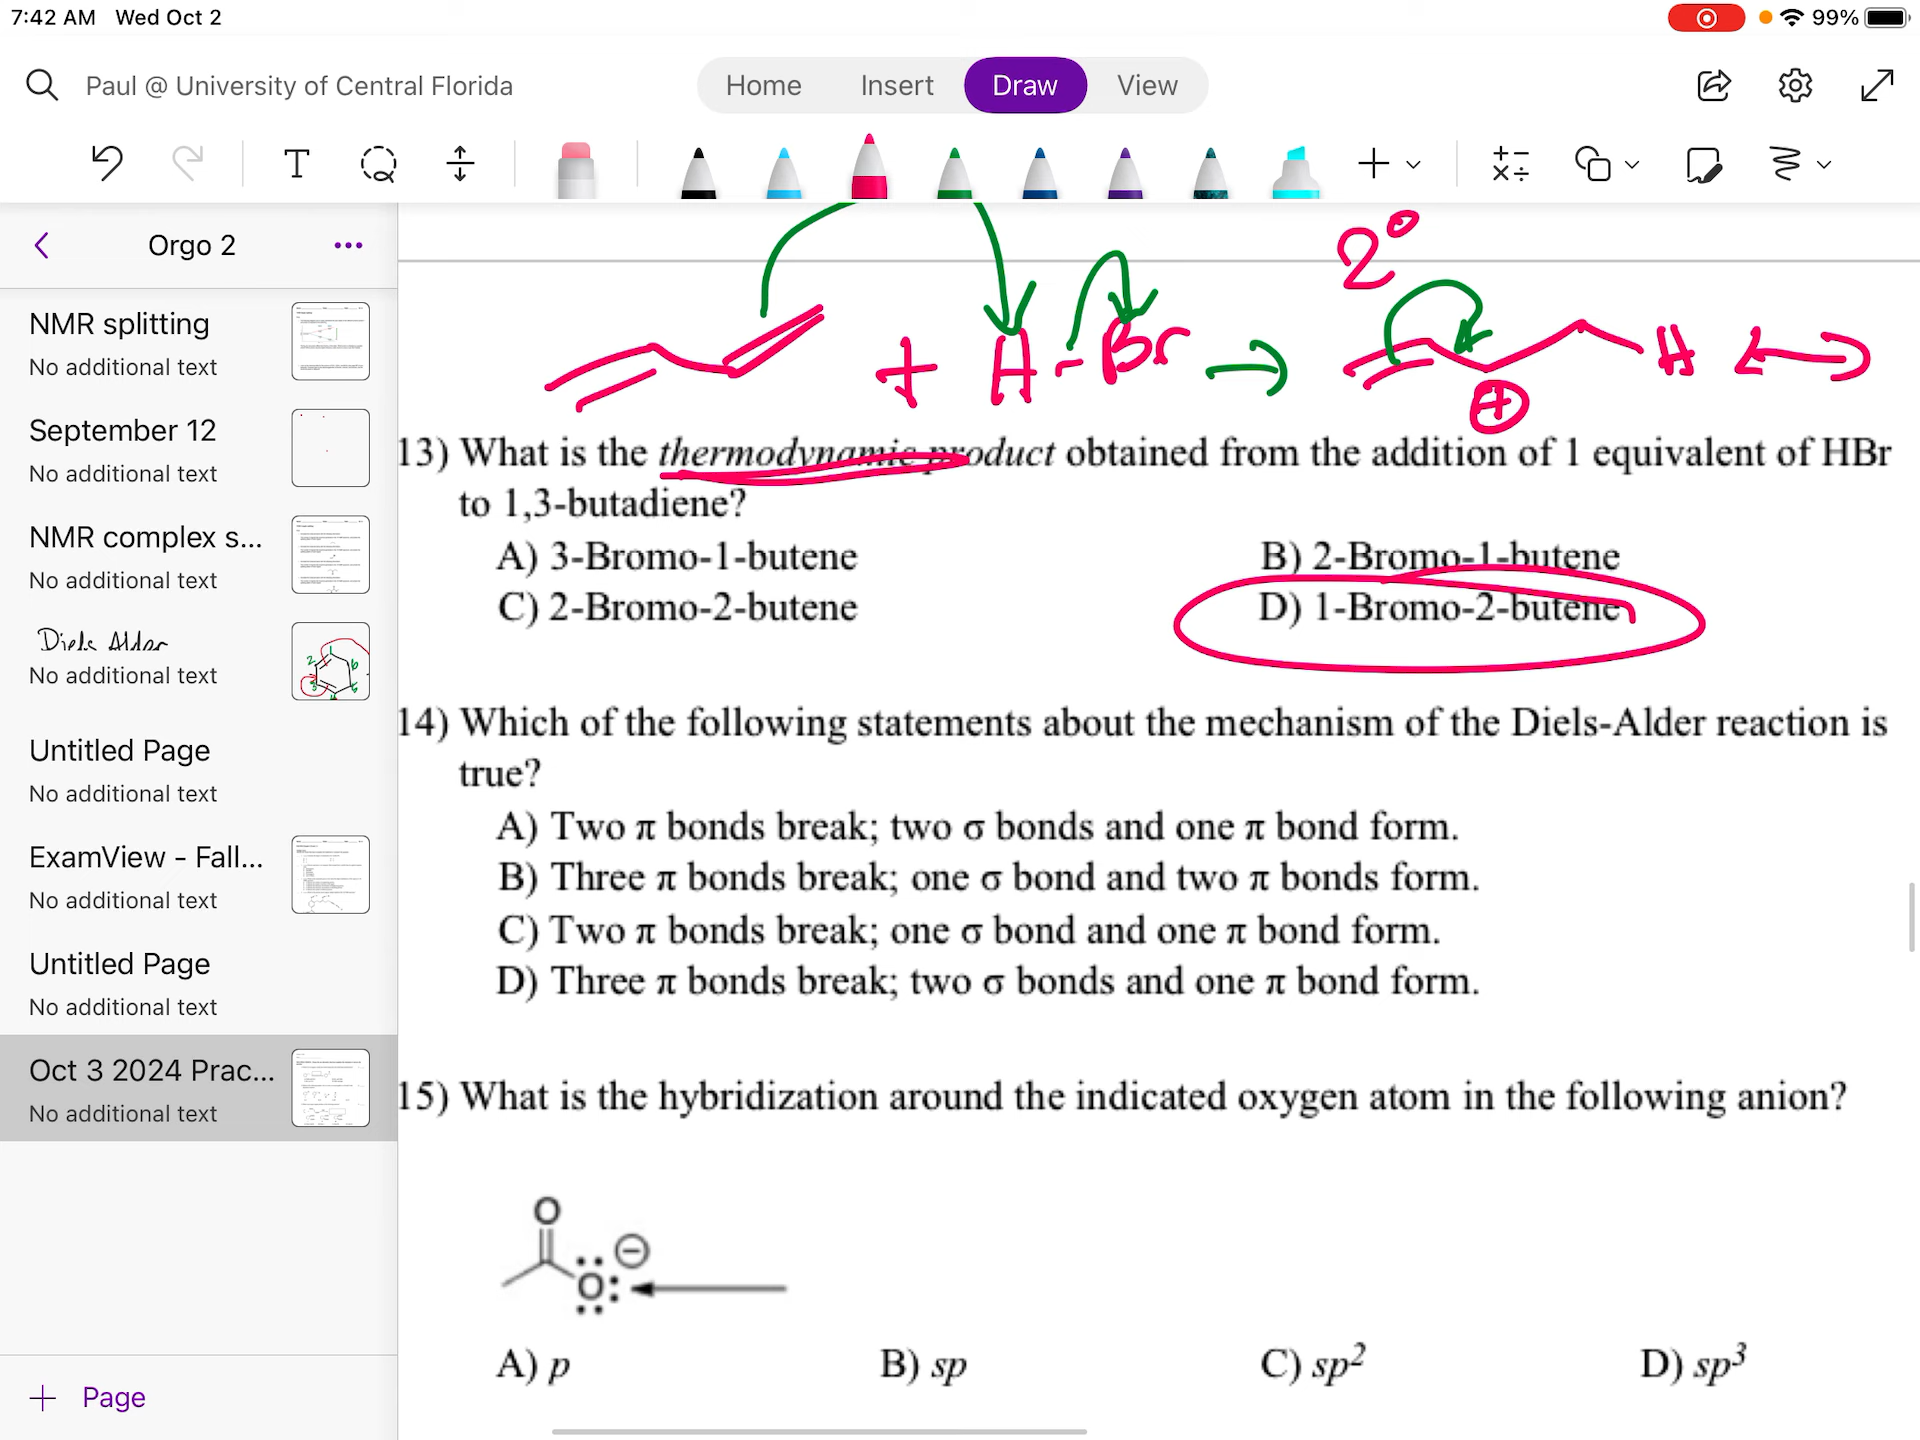 7:42 AM Wed Oct 2
99%
Paul @ University of Central Florida
Home Insert Draw View
T
Orgo 2
NMR splitting
No additional text
September 12
No additional text
NMR complex s...
No additional text
Diels Alder
No additional text
Untitled Page
No additional text
ExamView - Fall...
No additional text
Untitled Page
No additional text
Oct 3 2024 Prac...
No additional text
+ Page
2°
+ H-Br → ⊕ H ↔
13) What is the thermodynamic product obtained from the addition of 1 equivalent of HBr
to 1,3-butadiene?
A) 3-Bromo-1-butene B) 2-Bromo-1-butene
C) 2-Bromo-2-butene D) 1-Bromo-2-butene
14) Which of the following statements about the mechanism of the Diels-Alder reaction is
true?
A) Two π bonds break; two σ bonds and one π bond form.
B) Three π bonds break; one σ bond and two π bonds form.
C) Two π bonds break; one σ bond and one π bond form.
D) Three π bonds break; two σ bonds and one π bond form.
15) What is the hybridization around the indicated oxygen atom in the following anion?
O
O
A) p B) sp C) sp² D) sp³